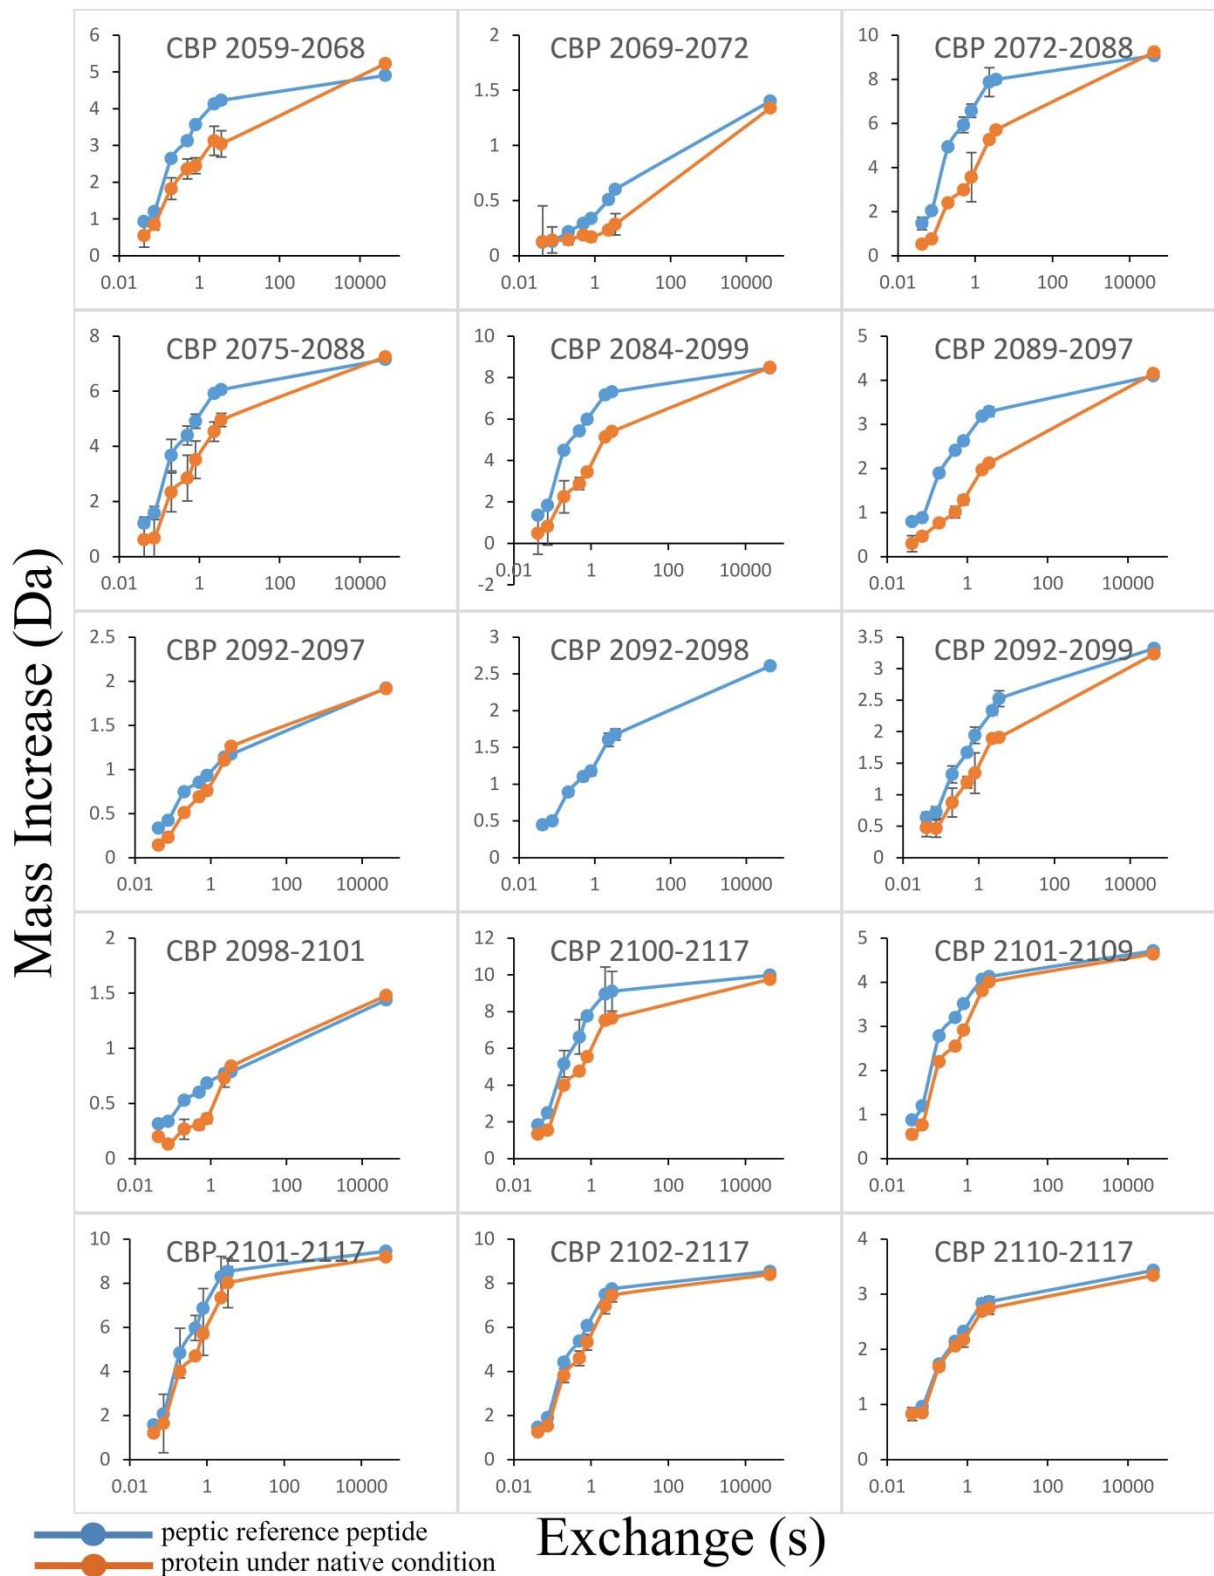 Mass Increase (Da)
CBP 2059-2068
6
5
4
3
2
1
0
0.01 1 100 10000
CBP 2069-2072
2
1.5
1
0.5
0
0.01 1 100 10000
CBP 2072-2088
10
8
6
4
2
0
0.01 1 100 10000
CBP 2075-2088
8
6
4
2
0
0.01 1 100 10000
CBP 2084-2099
10
8
6
4
2
0
-2
0.01 1 100 10000
CBP 2089-2097
5
4
3
2
1
0
0.01 1 100 10000
CBP 2092-2097
2.5
2
1.5
1
0.5
0
0.01 1 100 10000
CBP 2092-2098
3
2.5
2
1.5
1
0.5
0
0.01 1 100 10000
CBP 2092-2099
3.5
3
2.5
2
1.5
1
0.5
0
0.01 1 100 10000
CBP 2098-2101
2
1.5
1
0.5
0
0.01 1 100 10000
CBP 2100-2117
12
10
8
6
4
2
0
0.01 1 100 10000
CBP 2101-2109
5
4
3
2
1
0
0.01 1 100 10000
CBP 2101-2117
10
8
6
4
2
0
0.01 1 100 10000
CBP 2102-2117
10
8
6
4
2
0
0.01 1 100 10000
CBP 2110-2117
4
3
2
1
0
0.01 1 100 10000
peptic reference peptide
protein under native condition
Exchange (s)